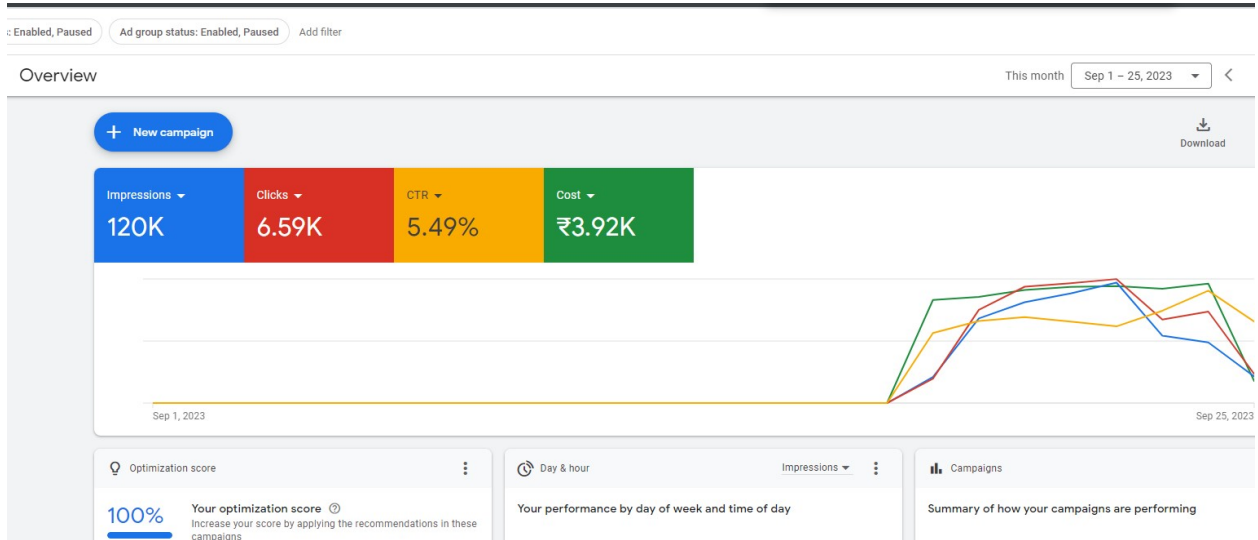 : Enabled, Paused Ad group status: Enabled, Paused Add filter
Overview This month Sep 1 – 25, 2023
New campaign
Download
Impressions Clicks CTR Cost
120K 6.59K 5.49% ₹3.92K
Sep 1, 2023 Sep 25, 2023
Optimization score Day & hour Impressions Campaigns
100% Your optimization score Your performance by day of week and time of day Summary of how your campaigns are performing
Increase your score by applying the recommendations in these
campaigns